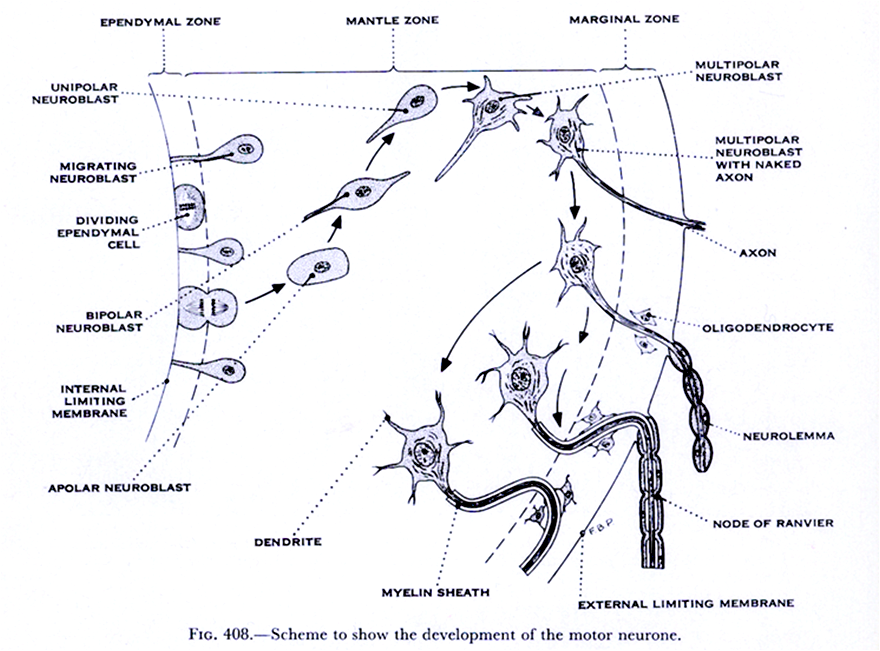 EPENDYMAL ZONE
MANTLE ZONE
MARGINAL ZONE
UNIPOLAR
NEUROBLAST
MULTIPOLAR
NEUROBLAST
MIGRATING
NEUROBLAST
MULTIPOLAR
NEUROBLAST
WITH NAKED
AXON
DIVIDING
EPENDYMAL
CELL
AXON
BIPOLAR
NEUROBLAST
OLIGODENDROCYTE
INTERNAL
LIMITING
MEMBRANE
NEUROLEMMA
APOLAR NEUROBLAST
NODE OF RANVIER
F.B.P
DENDRITE
MYELIN SHEATH
EXTERNAL LIMITING MEMBRANE
FIG. 408.—Scheme to show the development of the motor neurone.